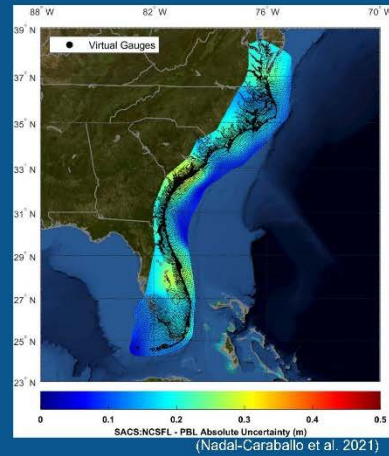 88° W 82° W 76° W 70° W
39° N
● Virtual Gauges
37° N
35° N
33° N
31° N
29° N
27° N
25° N
23° N
0 0.1 0.2 0.3 0.4 0.5
SACS:NCSFL - PBL Absolute Uncertainty (m)
(Nadal-Caraballo et al. 2021)